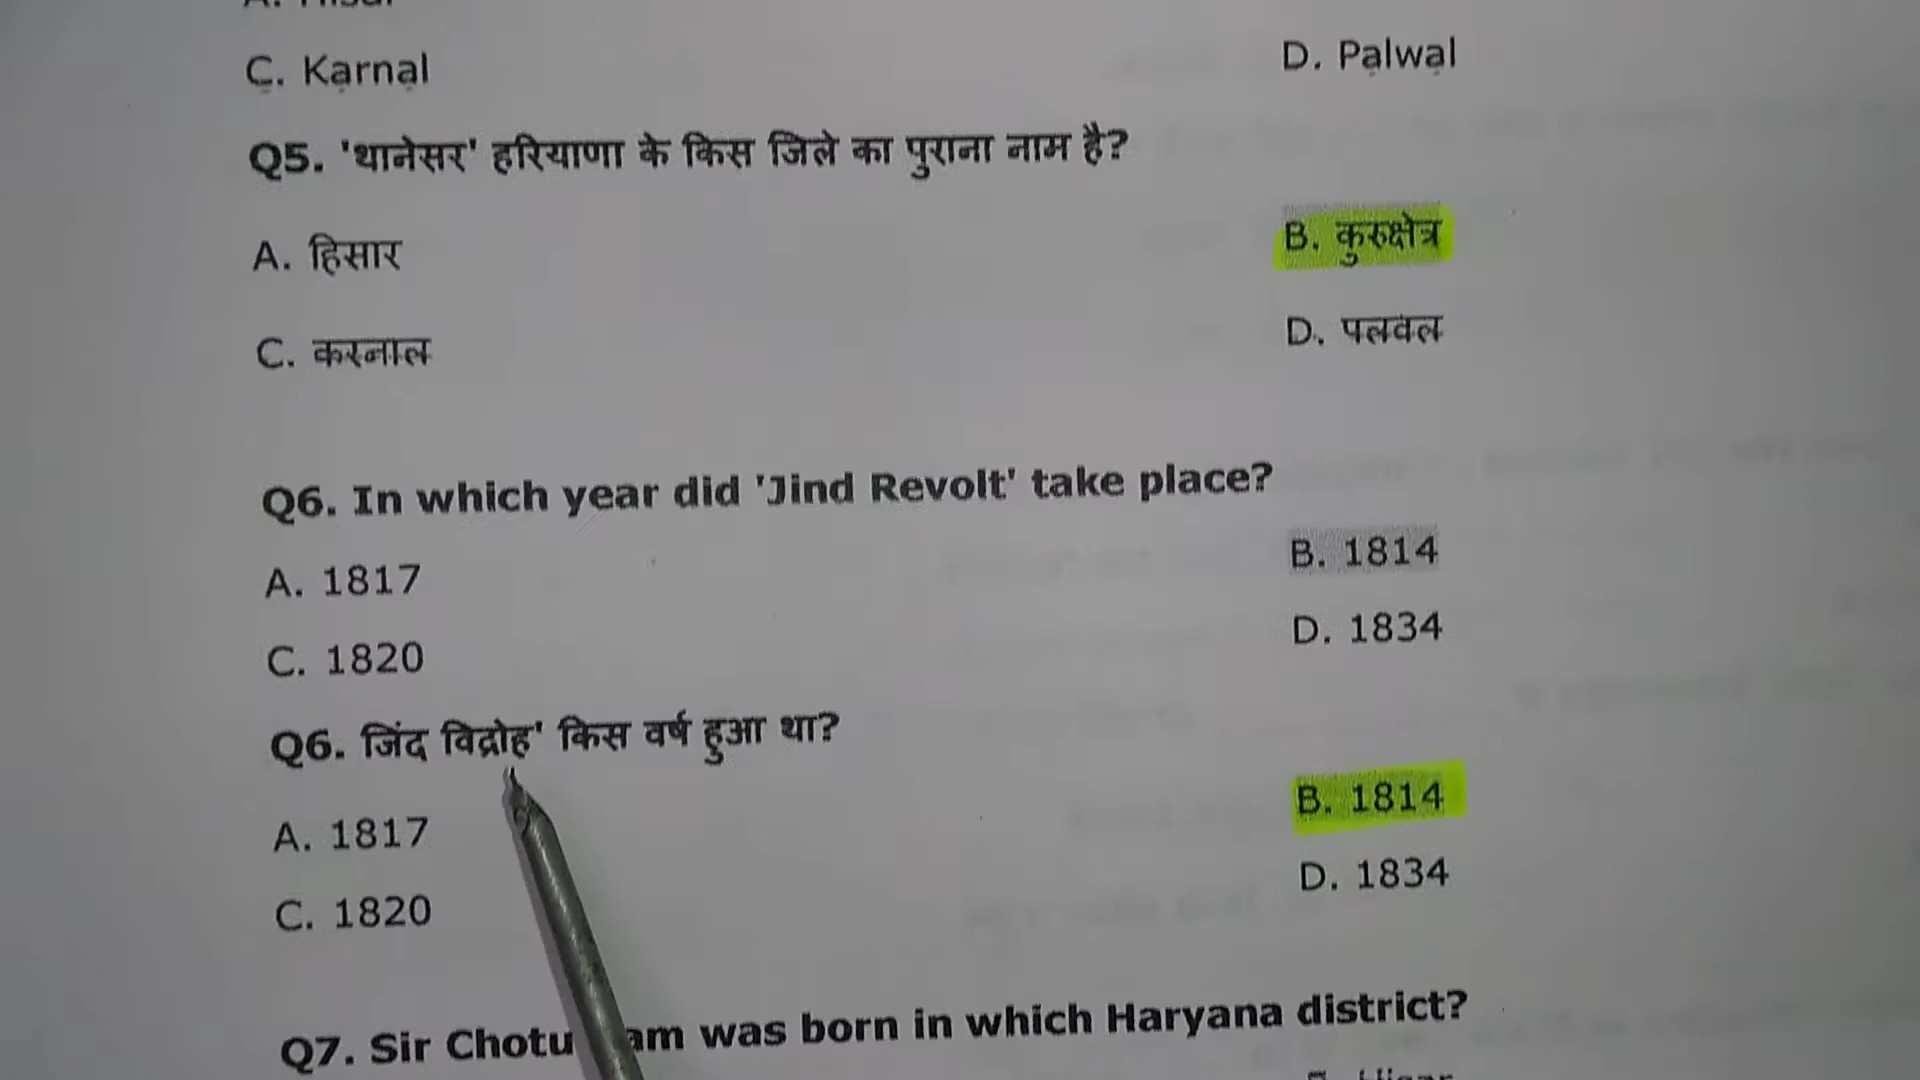 C. Karnal
D. Palwal
Q5. 'थानेसर' हरियाणा के किस जिले का पुराना नाम है?
A. हिसार
B. कुरुक्षेत्र
C. करनाल
D. पलवल
Q6. In which year did 'Jind Revolt' take place?
A. 1817
B. 1814
C. 1820
D. 1834
Q6. जिंद विद्रोह' किस वर्ष हुआ था?
A. 1817
B. 1814
C. 1820
D. 1834
Q7. Sir Chotu am was born in which Haryana district?